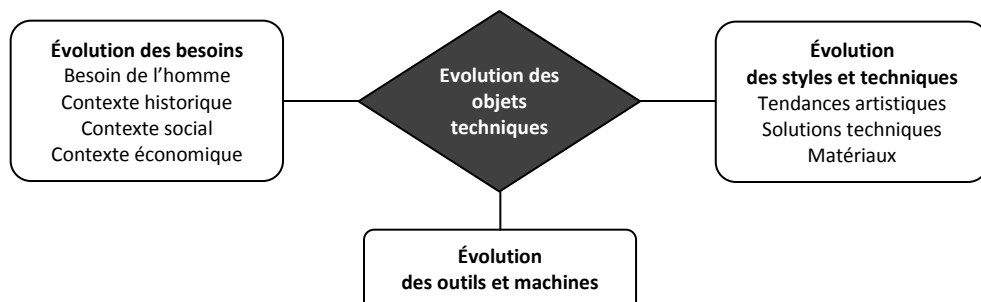 Évolution des besoins
Besoin de l’homme
Contexte historique
Contexte social
Contexte économique
Evolution des
objets
techniques
Évolution
des styles et techniques
Tendances artistiques
Solutions techniques
Matériaux
Évolution
des outils et machines